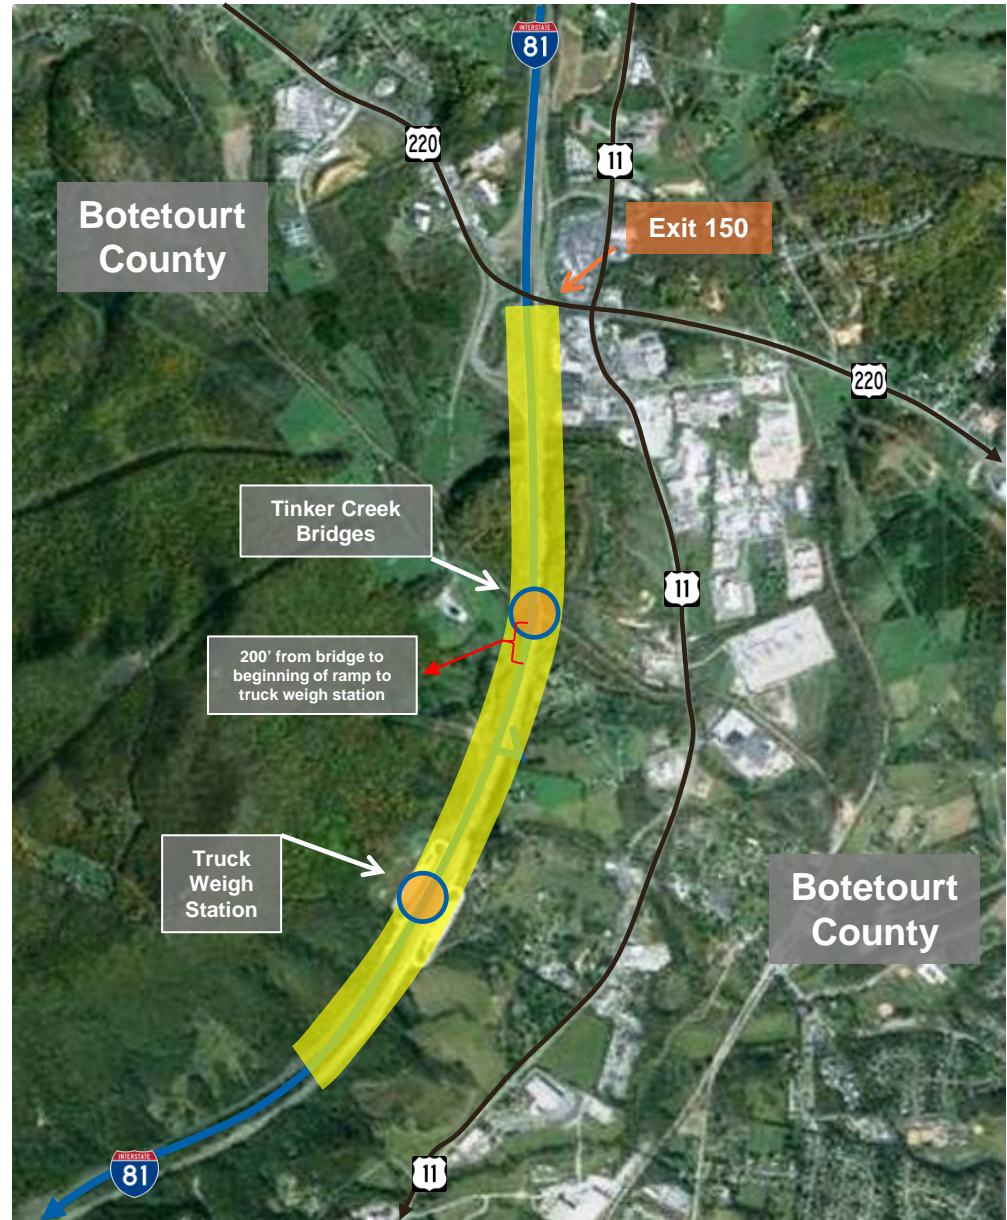 INTERSTATE
81
220
11
Botetourt
County
Exit 150
220
Tinker Creek
Bridges
11
200' from bridge to
beginning of ramp to
truck weigh station
Truck
Weigh
Station
Botetourt
County
INTERSTATE
81
11